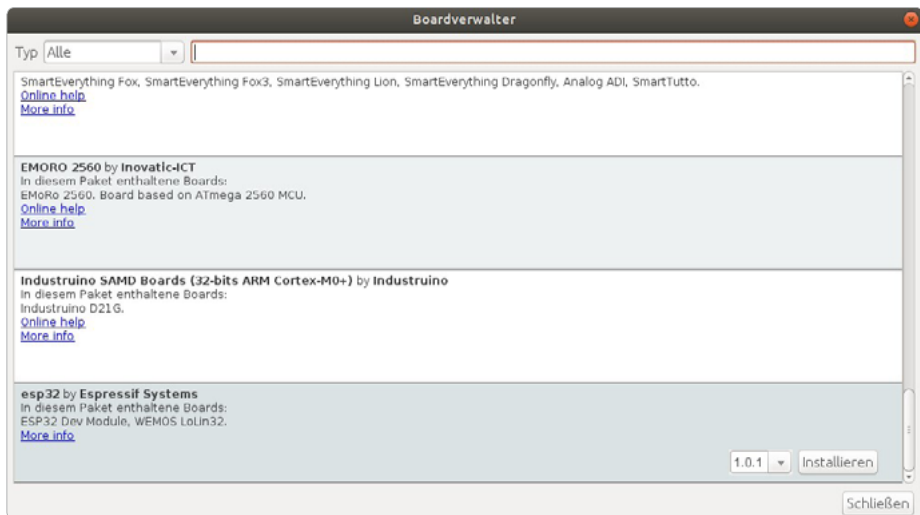 Boardverwalter
Typ Alle
SmartEverything Fox, SmartEverything Fox3, SmartEverything Lion, SmartEverything Dragonfly, Analog ADI, SmartTutto.
Online help
More info
EMORO 2560 by Inovatic-ICT
In diesem Paket enthaltene Boards:
EMoRo 2560. Board based on ATmega 2560 MCU.
Online help
More info
Industruino SAMD Boards (32-bits ARM Cortex-M0+) by Industruino
In diesem Paket enthaltene Boards:
Industruino D21G.
Online help
More info
esp32 by Espressif Systems
In diesem Paket enthaltene Boards:
ESP32 Dev Module, WEMOS LoLin32.
More info
1.0.1 Installieren
Schließen